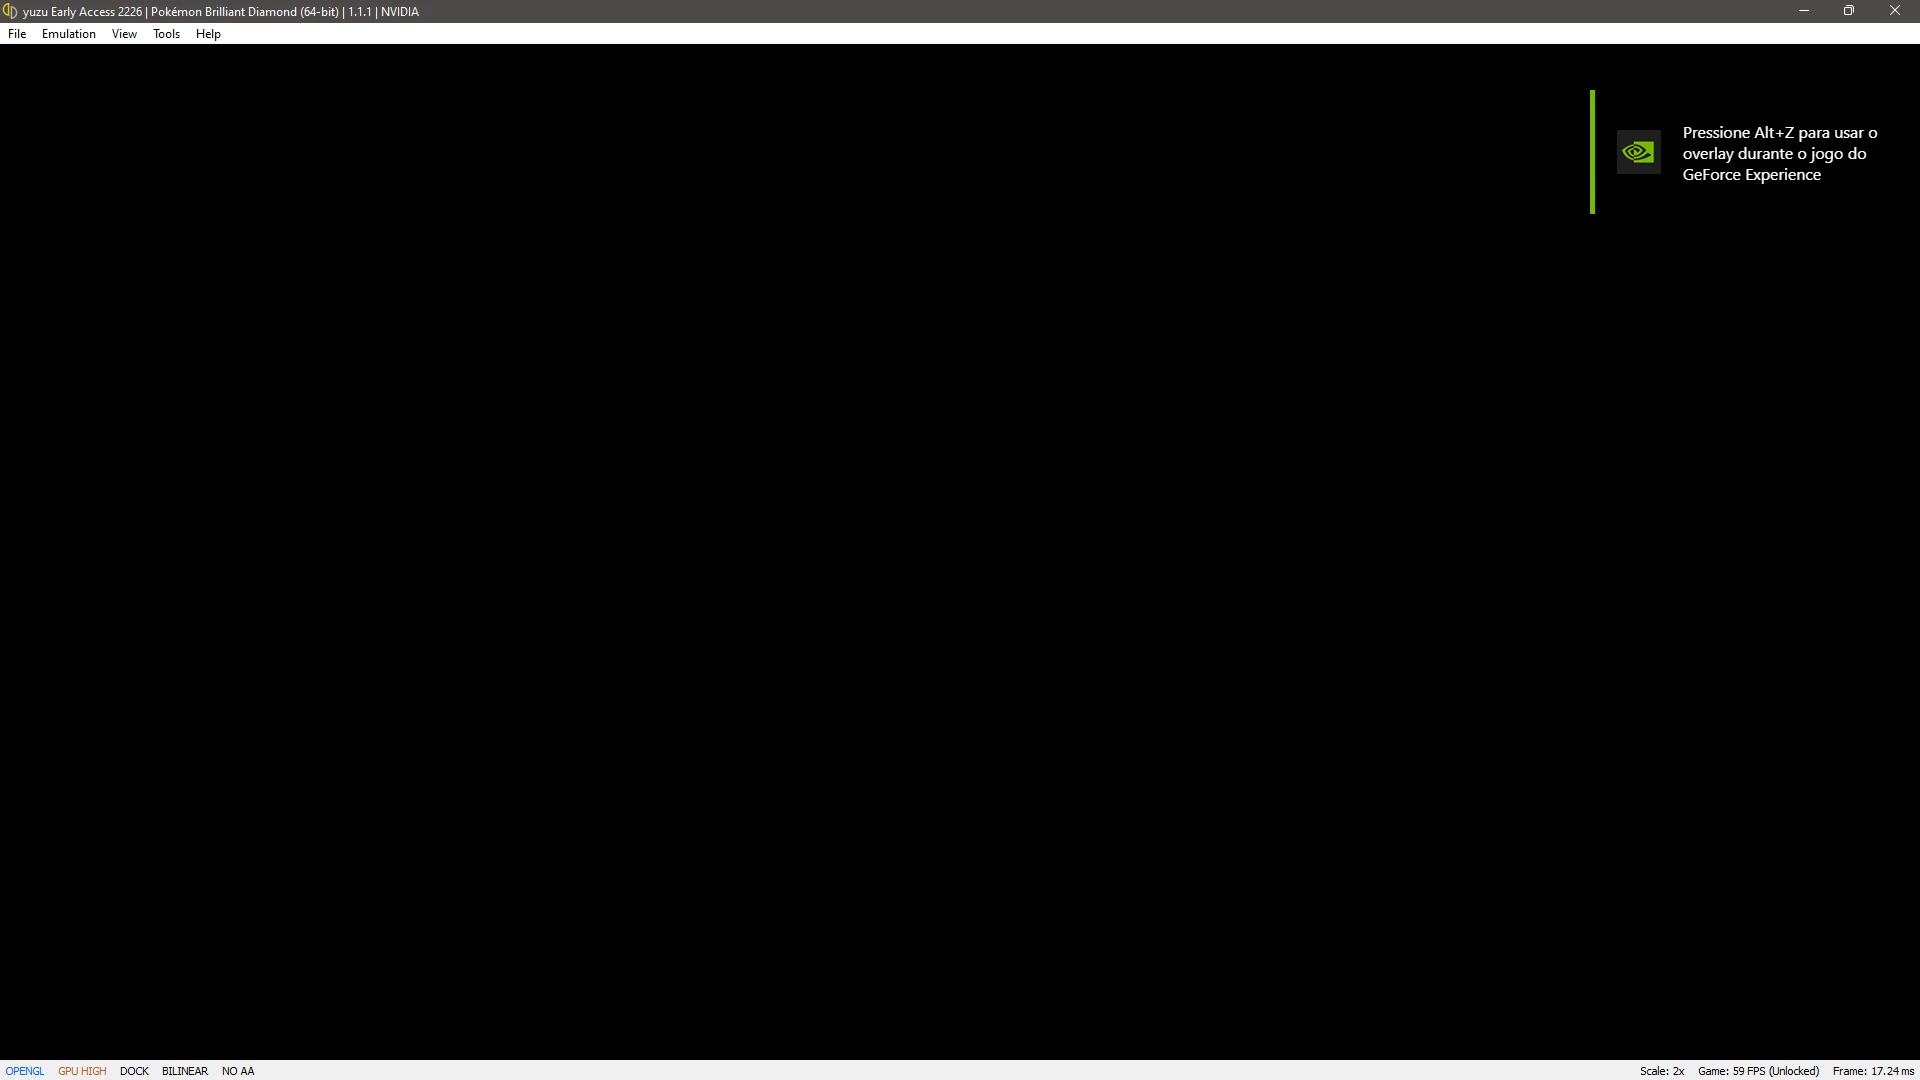 yuzu Early Access 2226 | Pokémon Brilliant Diamond (64-bit) | 1.1.1 | NVIDIA
File Emulation View Tools Help
Pressione Alt+Z para usar o
overlay durante o jogo do
GeForce Experience
OPENGL GPU HIGH DOCK BILINEAR NO AA Scale: 2x Game: 59 FPS (Unlocked) Frame: 17.24 ms